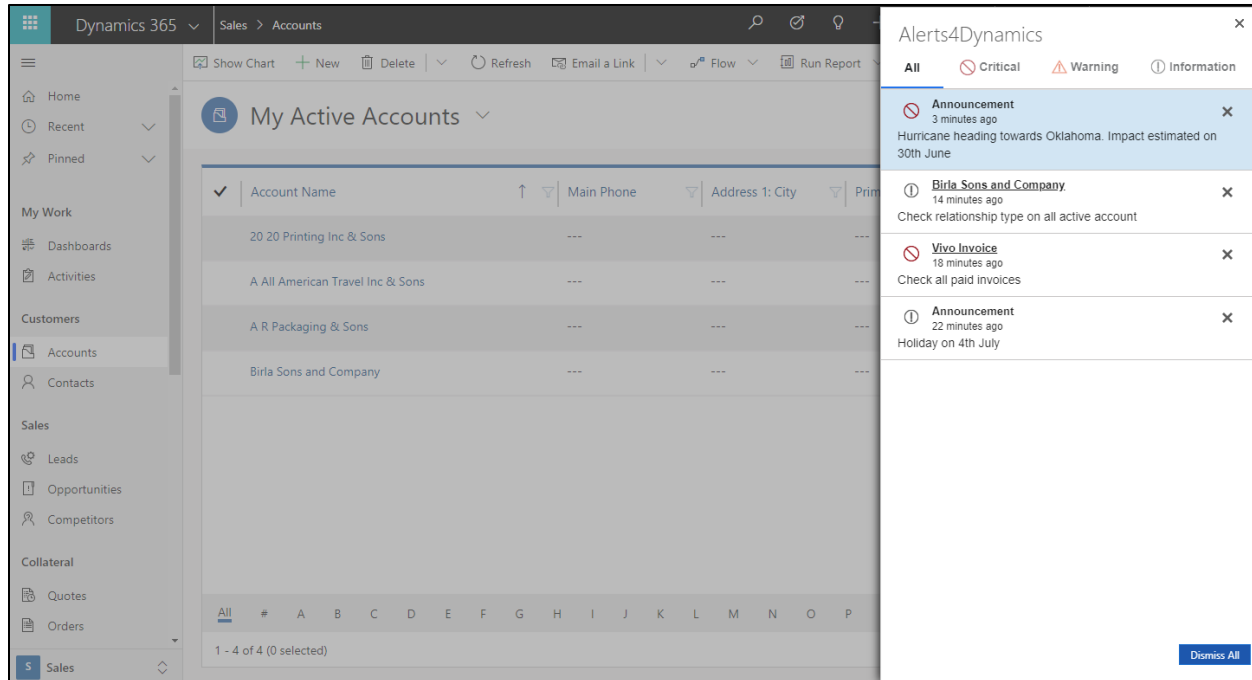 Dynamics 365
Sales > Accounts
Show Chart
New
Delete
Refresh
Email a Link
Flow
Run Report
Home
Recent
Pinned
My Work
Dashboards
Activities
Customers
Accounts
Contacts
Sales
Leads
Opportunities
Competitors
Collateral
Quotes
Orders
S Sales
My Active Accounts
Account Name Main Phone Address 1: City Prim
20 20 Printing Inc & Sons --- --- ---
A All American Travel Inc & Sons --- --- ---
A R Packaging & Sons --- --- ---
Birla Sons and Company --- --- ---
All # A B C D E F G H I J K L M N O P
1 - 4 of 4 (0 selected)
Alerts4Dynamics
All Critical Warning Information
Announcement
3 minutes ago
Hurricane heading towards Oklahoma. Impact estimated on
30th June
Birla Sons and Company
14 minutes ago
Check relationship type on all active account
Vivo Invoice
18 minutes ago
Check all paid invoices
Announcement
22 minutes ago
Holiday on 4th July
Dismiss All